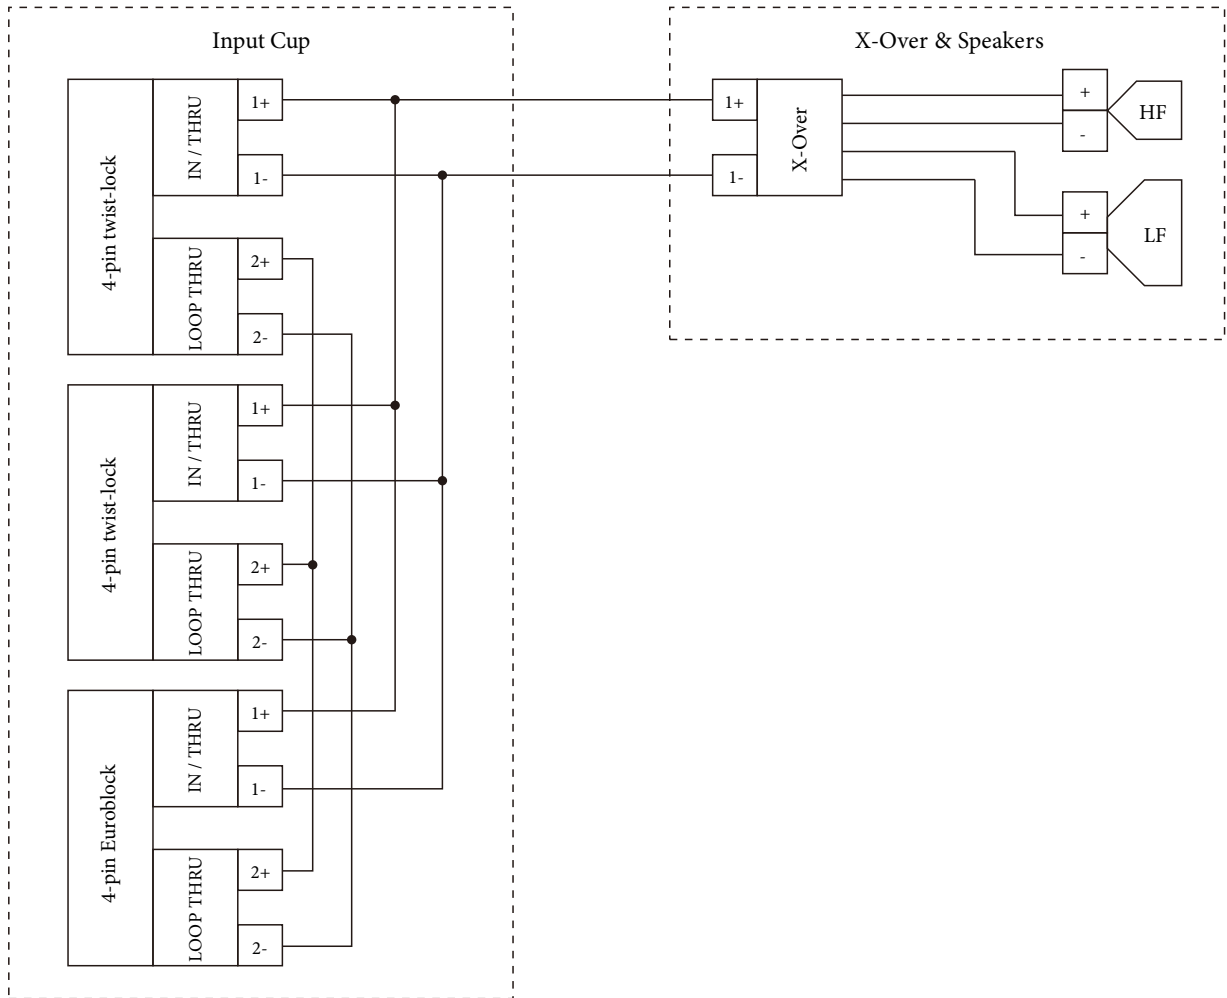 Input Cup
4-pin twist-lock
IN / THRU
1+
1-
LOOP THRU
2+
2-
4-pin twist-lock
IN / THRU
1+
1-
LOOP THRU
2+
2-
4-pin Euroblock
IN / THRU
1+
1-
LOOP THRU
2+
2-
X-Over & Speakers
1+
1-
X-Over
+
-
HF
+
-
LF